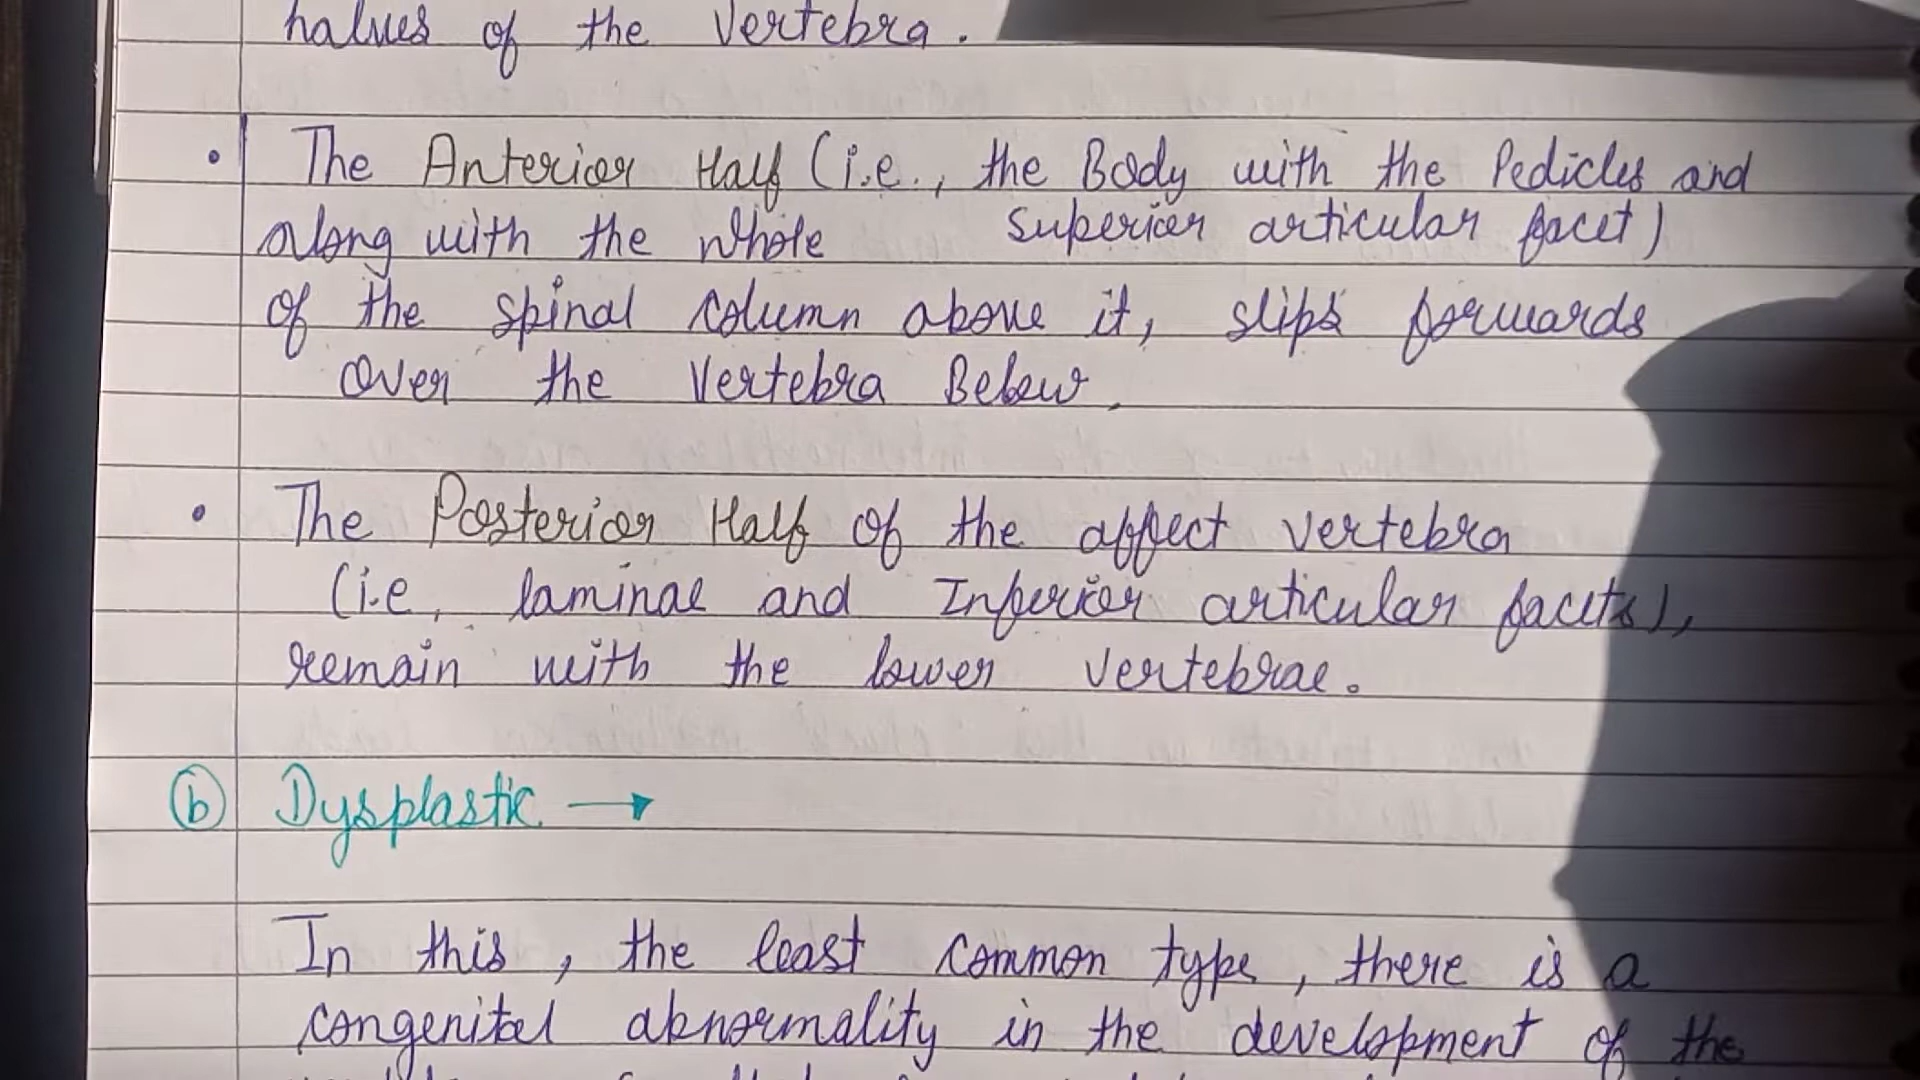 halves of the Vertebra.
• The Anterior Half (i.e., the Body with the Pedicles and
Superior articular facet)
along with the whole
of the spinal column above it, slips forwards
over the Vertebra Below.
• The Posterior Half of the affect vertebra
(i.e, laminae and Inferior articular facets),
remain with the lower vertebrae.
(b) Dysplastic →
In this, the least common type, there is a
congenital abnormality in the development of the